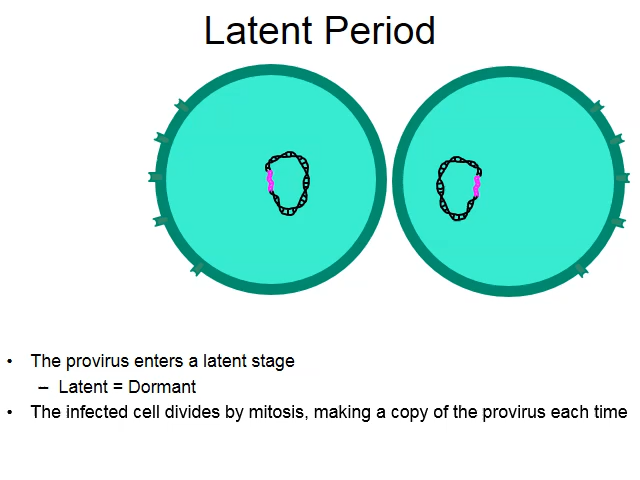 Latent Period
• The provirus enters a latent stage
– Latent = Dormant
• The infected cell divides by mitosis, making a copy of the provirus each time